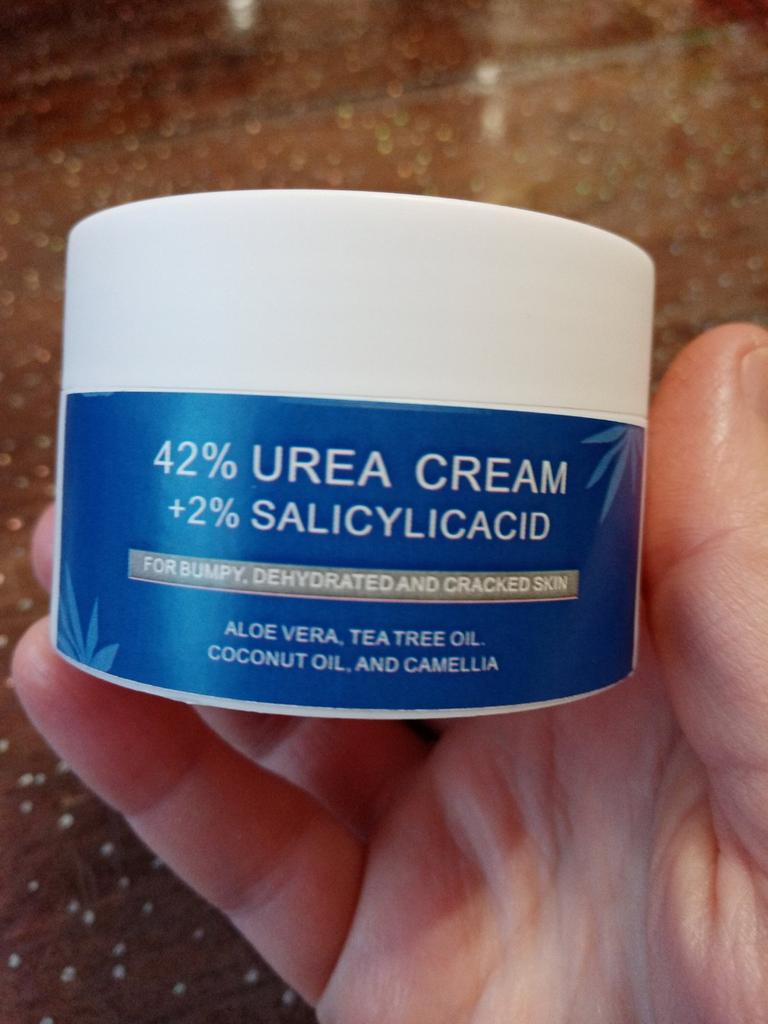 42% UREA CREAM
+2% SALICYLICACID
FOR BUMPY, DEHYDRATED AND CRACKED SKIN
ALOE VERA, TEA TREE OIL.
COCONUT OIL, AND CAMELLIA